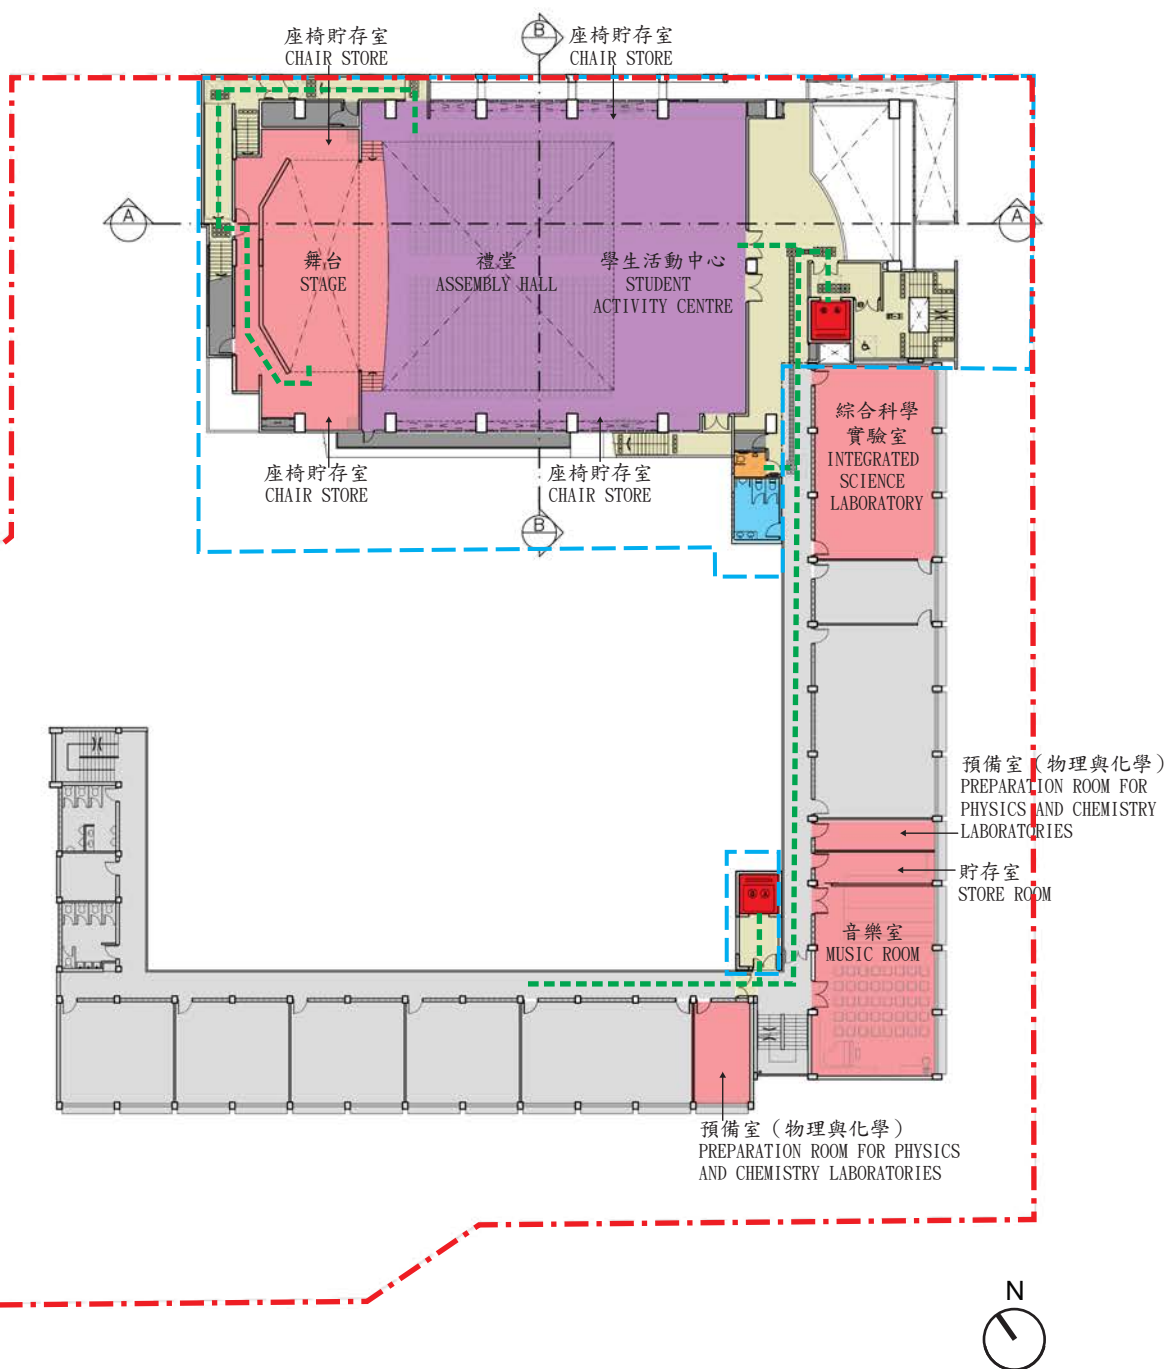 座椅貯存室
CHAIR STORE
B
座椅貯存室
CHAIR STORE
A
A
舞台
STAGE
禮堂
ASSEMBLY HALL
學生活動中心
STUDENT
ACTIVITY CENTRE
綜合科學
實驗室
INTEGRATED
SCIENCE
LABORATORY
座椅貯存室
CHAIR STORE
座椅貯存室
CHAIR STORE
B
預備室（物理與化學）
PREPARATION ROOM FOR
PHYSICS AND CHEMISTRY
LABORATORIES
貯存室
STORE ROOM
音樂室
MUSIC ROOM
預備室（物理與化學）
PREPARATION ROOM FOR PHYSICS
AND CHEMISTRY LABORATORIES
N